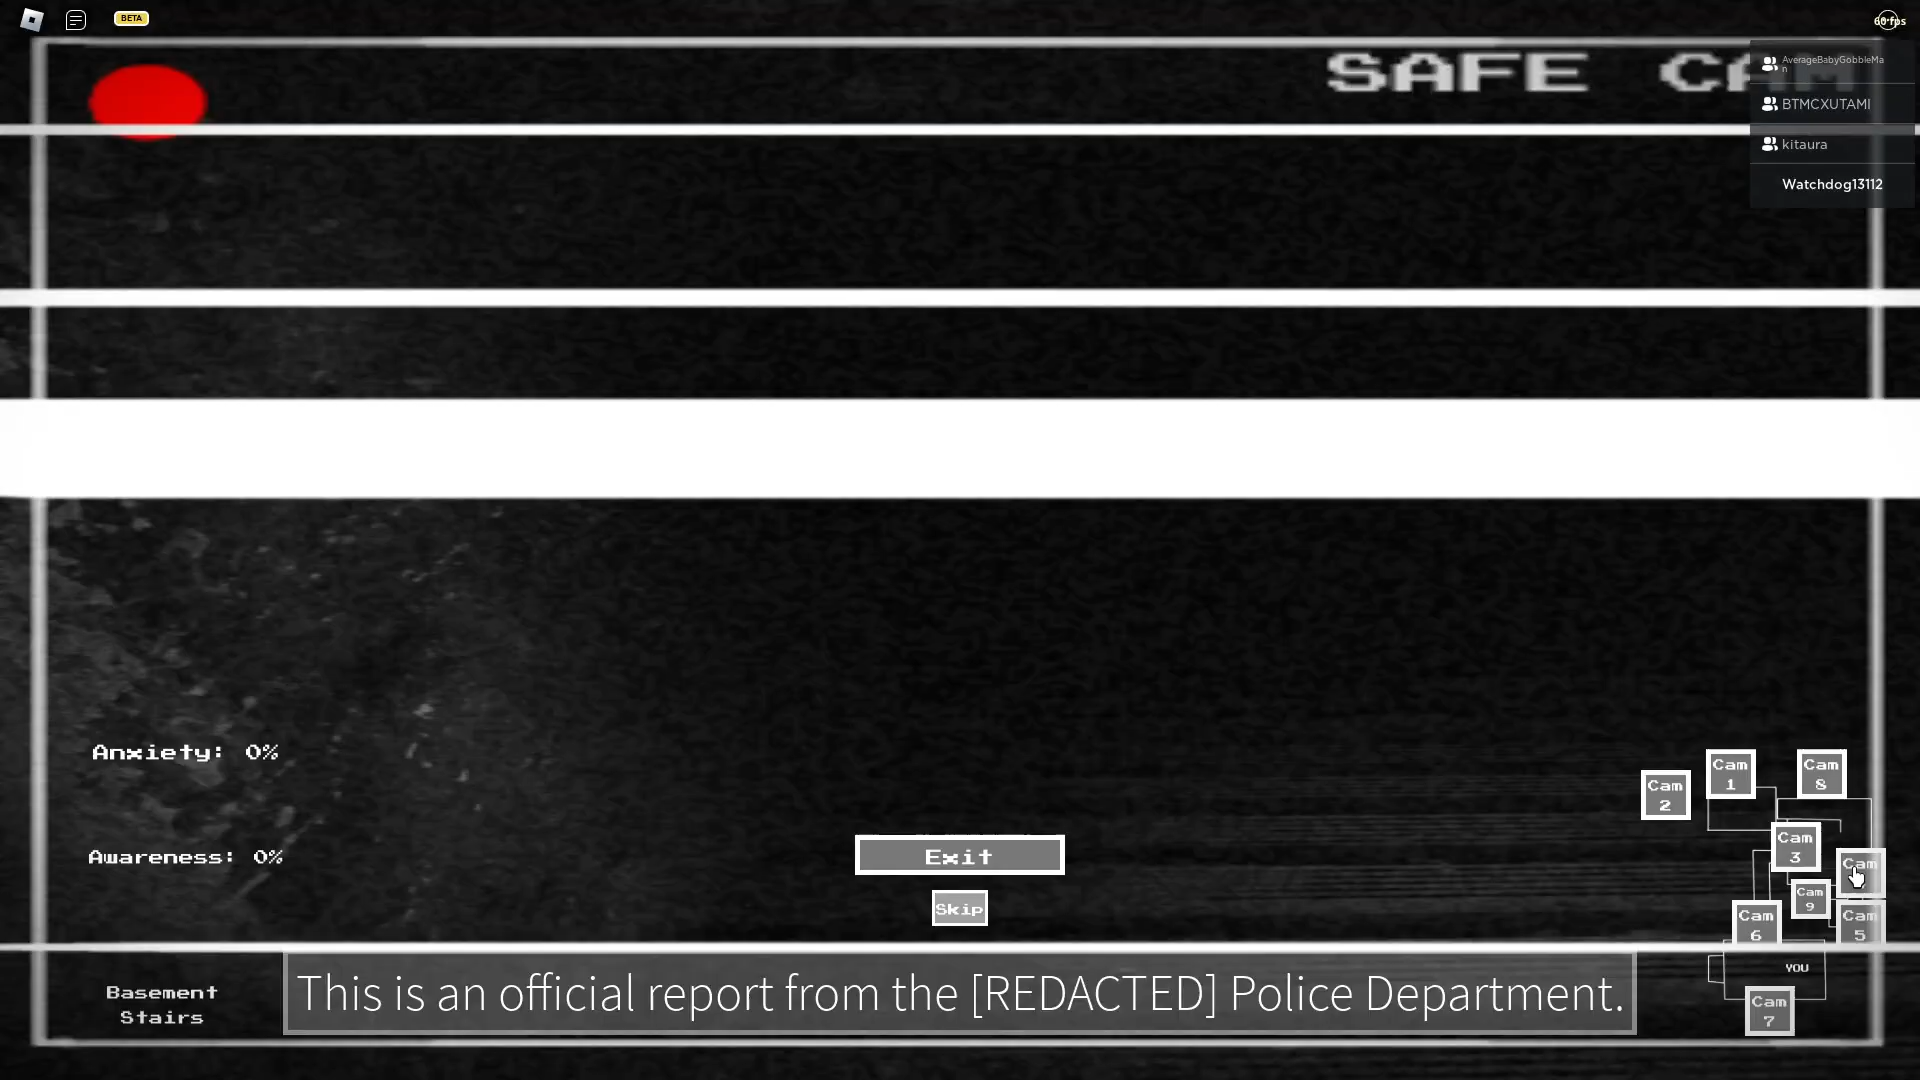 BETA
60 fps
SAFE CAM
AverageBabyGobbleMa
n
BTMCXUTAMI
kitaura
Watchdog13112
Anxiety: 0%
Awareness: 0%
Exit
Skip
Cam
1
Cam
8
Cam
2
Cam
3
Cam
Cam
9
Cam
6
Cam
5
YOU
Cam
7
Basement
Stairs
This is an official report from the [REDACTED] Police Department.